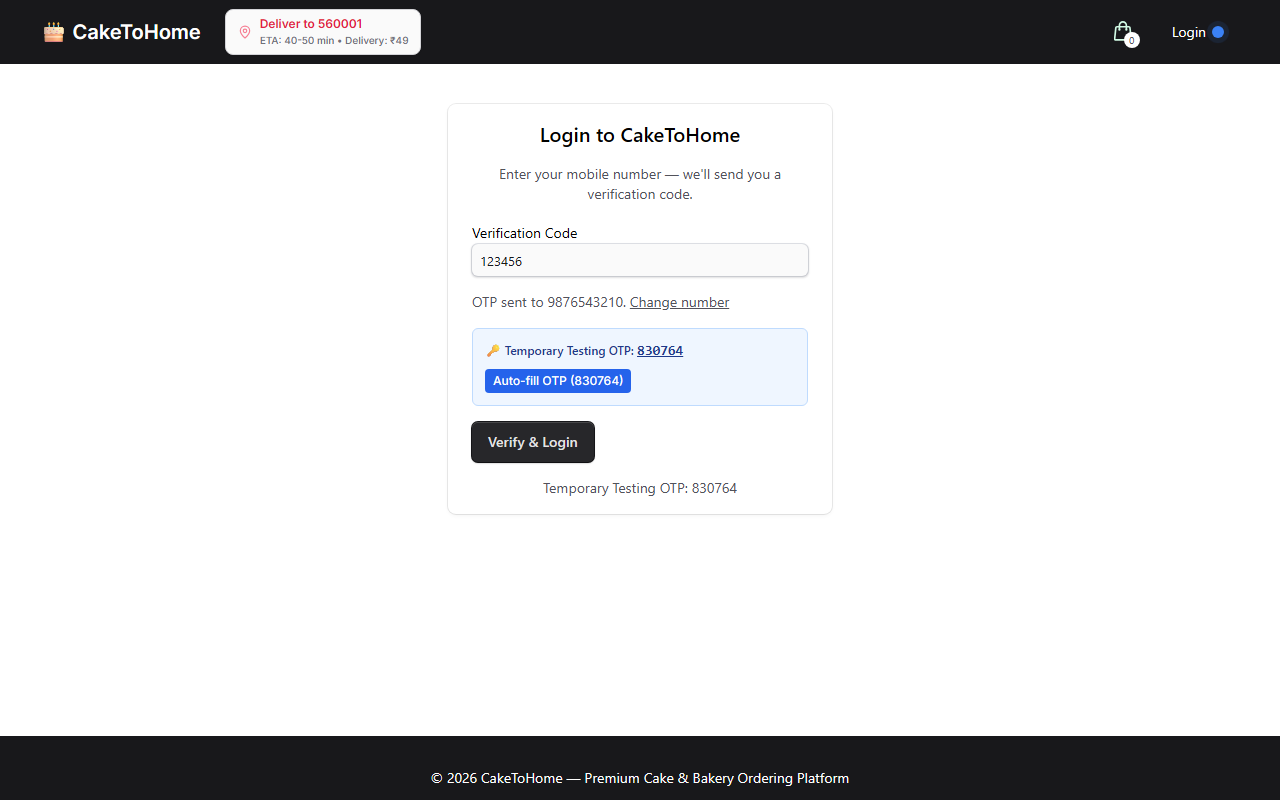 🎂 CakeToHome
Deliver to 560001
ETA: 40-50 min • Delivery: ₹49
0
Login
Login to CakeToHome
Enter your mobile number — we'll send you a
verification code.
Verification Code
123456
OTP sent to 9876543210. Change number
🔑 Temporary Testing OTP: 830764
Auto-fill OTP (830764)
Verify & Login
Temporary Testing OTP: 830764
© 2026 CakeToHome — Premium Cake & Bakery Ordering Platform